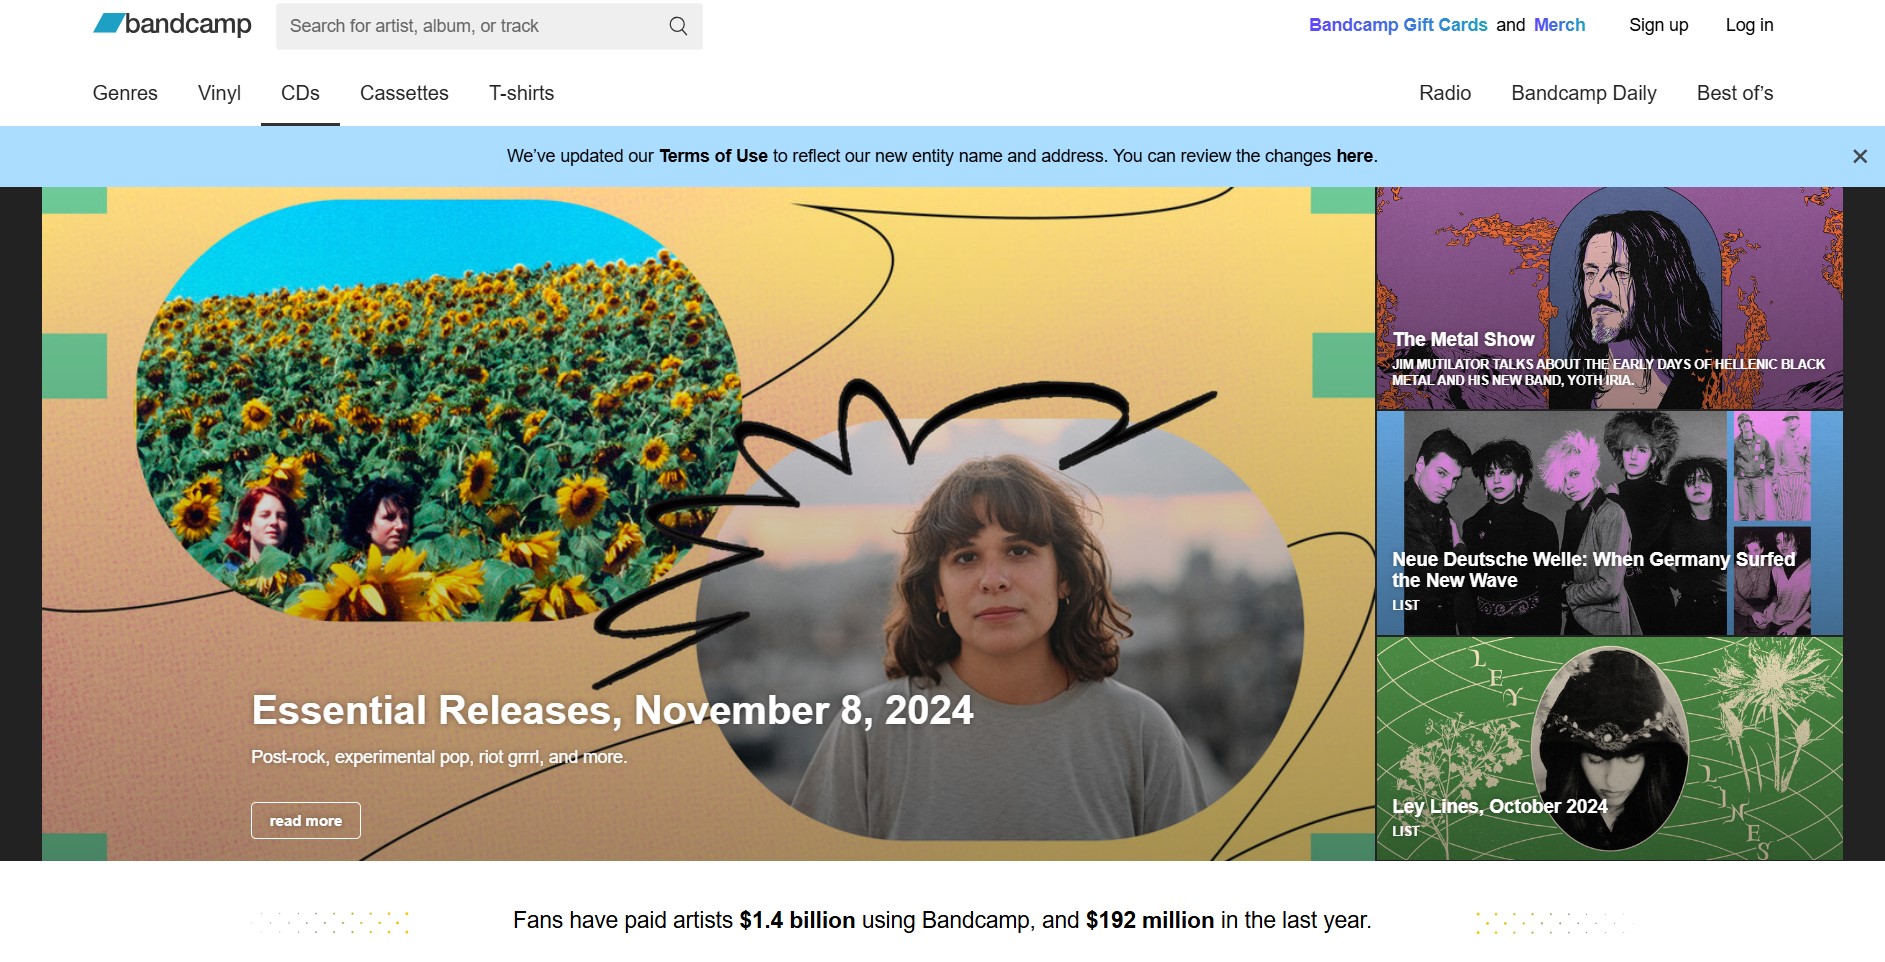 bandcamp
Search for artist, album, or track
Bandcamp Gift Cards and Merch
Sign up
Log in
Genres
Vinyl
CDs
Cassettes
T-shirts
Radio
Bandcamp Daily
Best of's
We've updated our Terms of Use to reflect our new entity name and address. You can review the changes here.
Essential Releases, November 8, 2024
Post-rock, experimental pop, riot grrrl, and more.
read more
The Metal Show
JIM MUTILATOR TALKS ABOUT THE EARLY DAYS OF HELLENIC BLACK
METAL AND HIS NEW BAND, YOTH IRIA.
Neue Deutsche Welle: When Germany Surfed
the New Wave
LIST
LEY
LINES
Ley Lines, October 2024
LIST
Fans have paid artists $1.4 billion using Bandcamp, and $192 million in the last year.